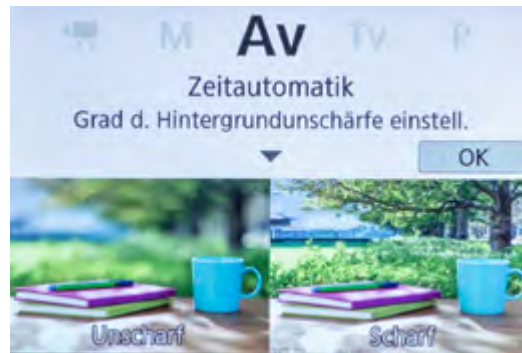 M Av Tv P
Zeitautomatik
Grad d. Hintergrundunschärfe einstell.
OK
Unscharf Scharf